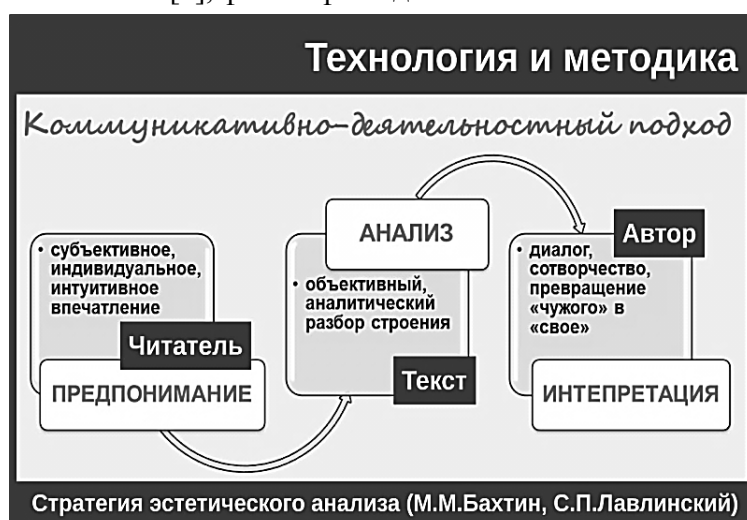 Технология и методика
Коммуникативно-деятельностный подход
• субъективное,
индивидуальное,
интуитивное
впечатление
Читатель
ПРЕДПОНИМАНИЕ
АНАЛИЗ
• объективный,
аналитический
разбор строения
Текст
Автор
• диалог,
сотворчество,
превращение
«чужого» в
«свое»
ИНТЕПРЕТАЦИЯ
Стратегия эстетического анализа (М.М.Бахтин, С.П.Лавлинский)